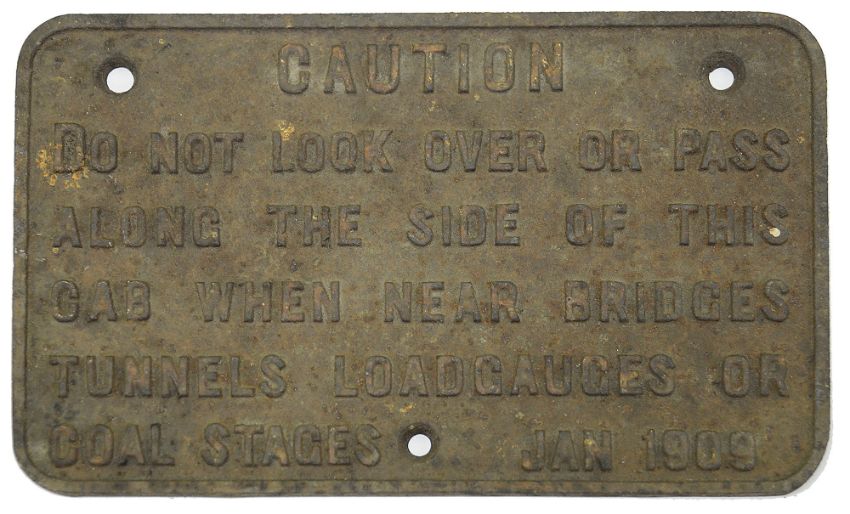 CAUTION
DO NOT LOOK OVER OR PASS
ALONG THE SIDE OF THIS
CAB WHEN NEAR BRIDGES
TUNNELS LOADGAUGES OR
COAL STAGES JAN 1909